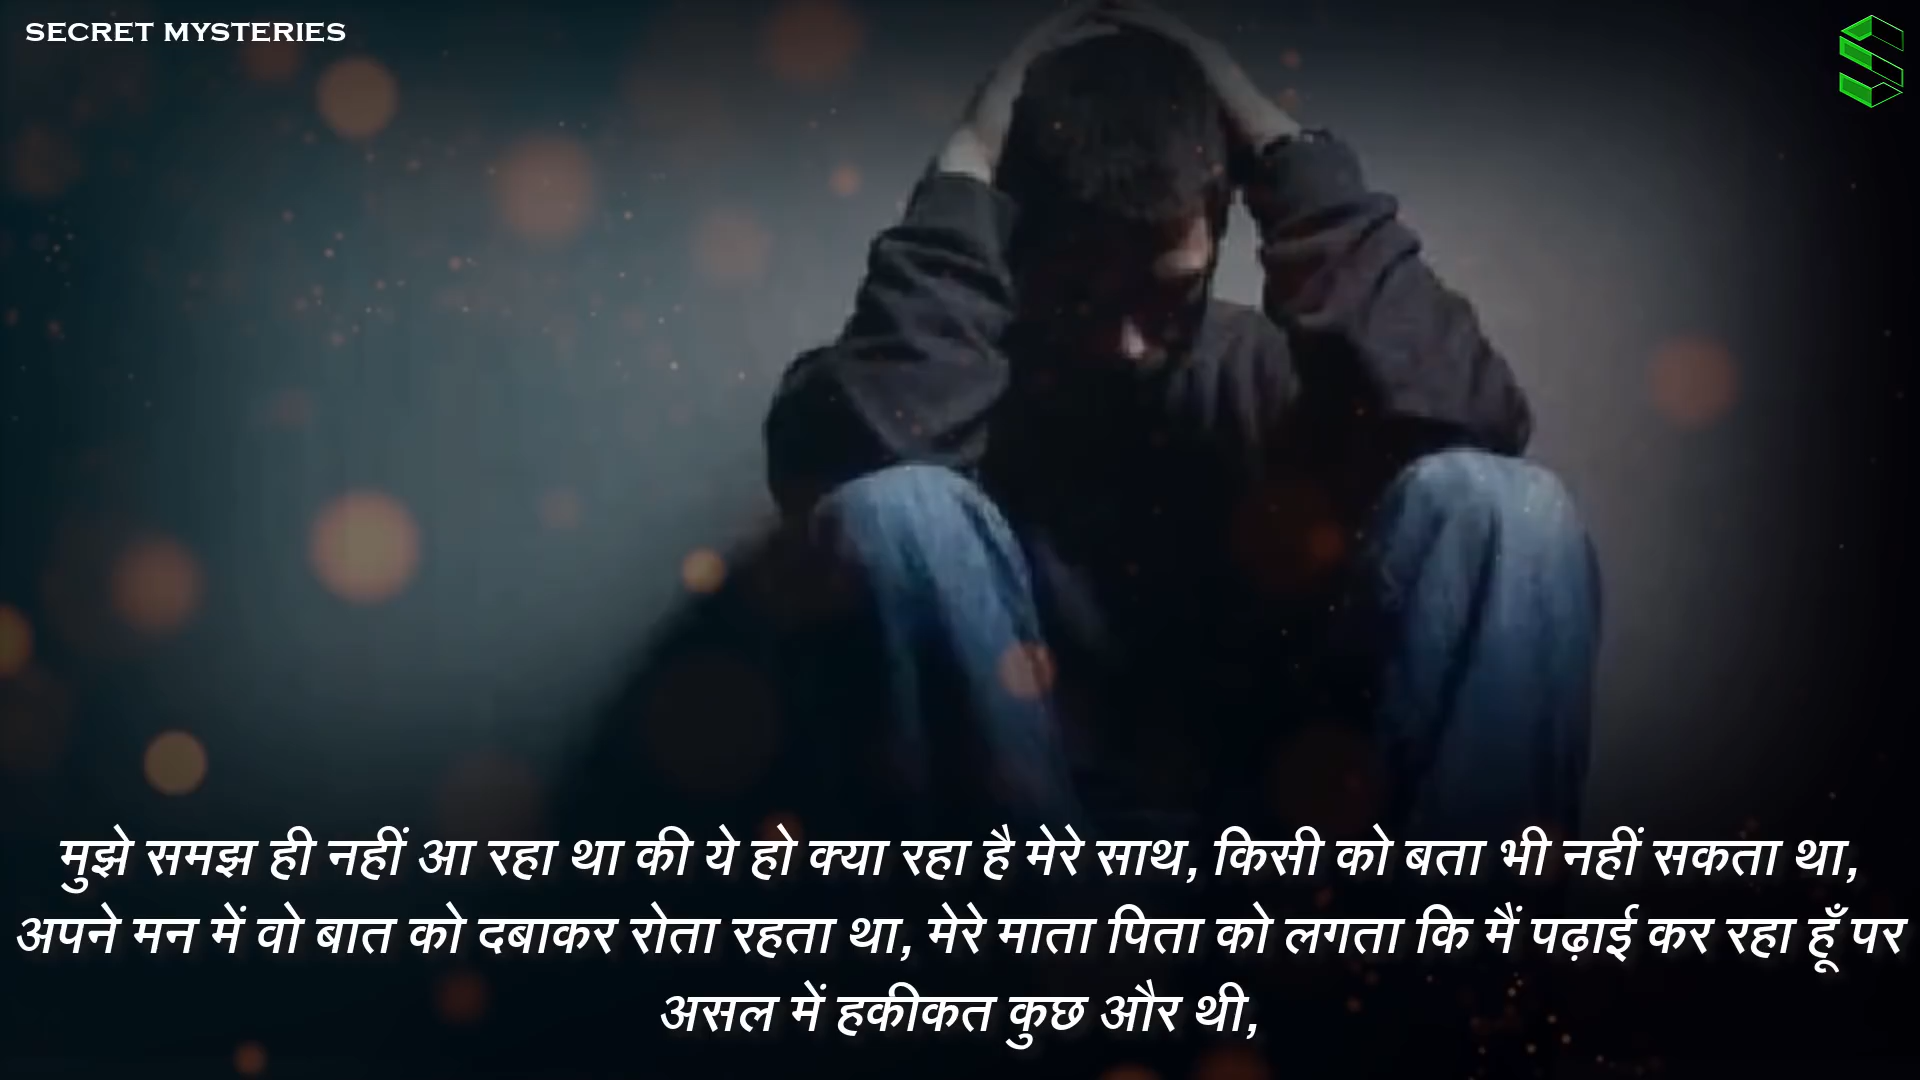 SECRET MYSTERIES
मुझे समझ ही नहीं आ रहा था की ये हो क्या रहा है मेरे साथ, किसी को बता भी नहीं सकता था,
अपने मन में वो बात को दबाकर रोता रहता था, मेरे माता पिता को लगता कि मैं पढ़ाई कर रहा हूँ पर
असल में हकीकत कुछ और थी,